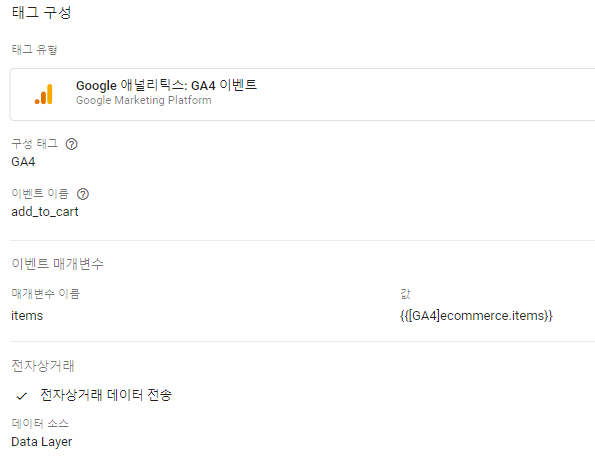 태그 구성
태그 유형
Google 애널리틱스: GA4 이벤트
Google Marketing Platform
구성 태그 ?
GA4
이벤트 이름 ?
add_to_cart
이벤트 매개변수
매개변수 이름 값
items {{[GA4]ecommerce.items}}
전자상거래
전자상거래 데이터 전송
데이터 소스
Data Layer